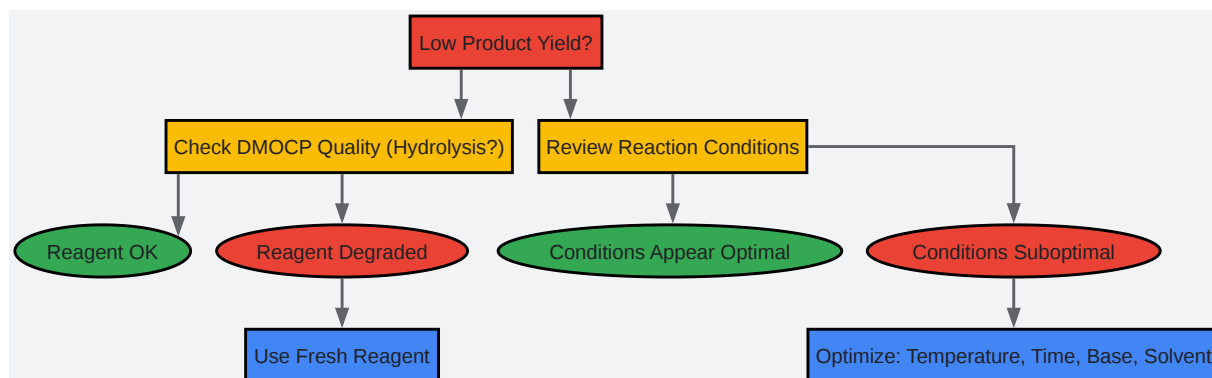 Low Product Yield?
Check DMOCP Quality (Hydrolysis?)
Review Reaction Conditions
Reagent OK
Reagent Degraded
Conditions Appear Optimal
Conditions Suboptimal
Use Fresh Reagent
Optimize: Temperature, Time, Base, Solvent